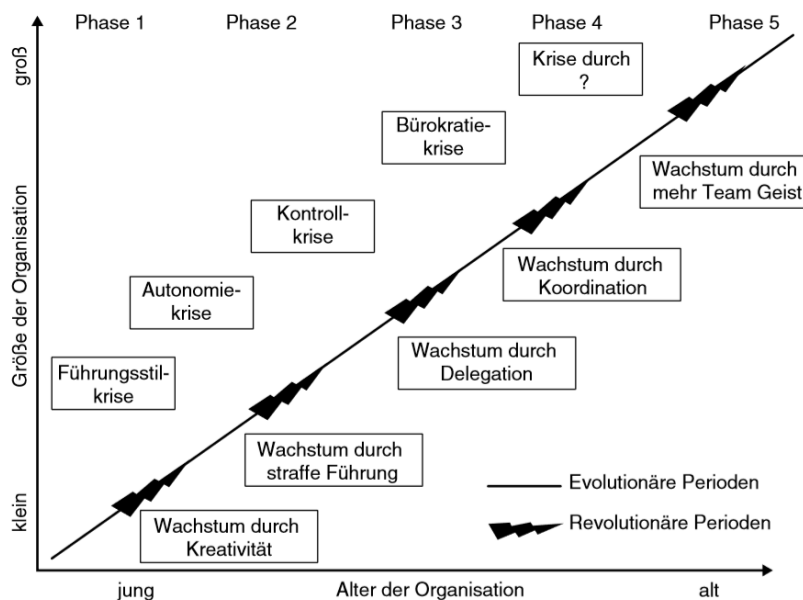 Phase 1 Phase 2 Phase 3 Phase 4 Phase 5
groß
Größe der Organisation
klein
Krise durch
?
Bürokratie-
krise
Kontroll-
krise
Autonomie-
krise
Führungsstil-
krise
Wachstum durch
mehr Team Geist
Wachstum durch
Koordination
Wachstum durch
Delegation
Wachstum durch
straffe Führung
Wachstum durch
Kreativität
Evolutionäre Perioden
Revolutionäre Perioden
jung Alter der Organisation alt